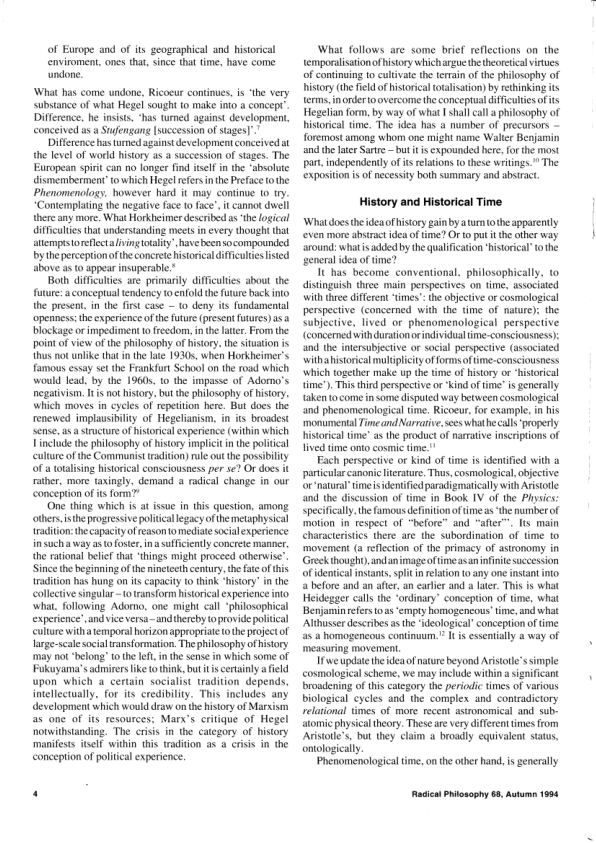 of Europe and of its geographical and historical
enviroment, ones that, since that time, have come
undone.
What has come undone, Ricoeur continues, is 'the very
substance of what Hegel sought to make into a concept'.
Difference, he insists, 'has turned against development,
conceived as a Stufengang [succession of stages]'.7
Difference has turned against development conceived at
the level of world history as a succession of stages. The
European spirit can no longer find itself in the 'absolute
dismemberment' to which Hegel refers in the Preface to the
Phenomenology, however hard it may continue to try.
'Contemplating the negative face to face', it cannot dwell
there any more. What Horkheimer described as 'the logical
difficulties that understanding meets in every thought that
attempts to reflect a living totality', have been so compounded
by the perception of the concrete historical difficulties listed
above as to appear insuperable.8
Both difficulties are primarily difficulties about the
future: a conceptual tendency to enfold the future back into
the present, in the first case – to deny its fundamental
openness; the experience of the future (present futures) as a
blockage or impediment to freedom, in the latter. From the
point of view of the philosophy of history, the situation is
thus not unlike that in the late 1930s, when Horkheimer's
famous essay set the Frankfurt School on the road which
would lead, by the 1960s, to the impasse of Adorno's
negativism. It is not history, but the philosophy of history,
which moves in cycles of repetition here. But does the
renewed implausibility of Hegelianism, in its broadest
sense, as a structure of historical experience (within which
I include the philosophy of history implicit in the political
culture of the Communist tradition) rule out the possibility
of a totalising historical consciousness per se? Or does it
rather, more taxingly, demand a radical change in our
conception of its form?9
One thing which is at issue in this question, among
others, is the progressive political legacy of the metaphysical
tradition: the capacity of reason to mediate social experience
in such a way as to foster, in a sufficiently concrete manner,
the rational belief that 'things might proceed otherwise'.
Since the beginning of the nineteeth century, the fate of this
tradition has hung on its capacity to think 'history' in the
collective singular – to transform historical experience into
what, following Adorno, one might call 'philosophical
experience', and vice versa – and thereby to provide political
culture with a temporal horizon appropriate to the project of
large-scale social transformation. The philosophy of history
may not 'belong' to the left, in the sense in which some of
Fukuyama's admirers like to think, but it is certainly a field
upon which a certain socialist tradition depends,
intellectually, for its credibility. This includes any
development which would draw on the history of Marxism
as one of its resources; Marx's critique of Hegel
notwithstanding. The crisis in the category of history
manifests itself within this tradition as a crisis in the
conception of political experience.
What follows are some brief reflections on the
temporalisation of history which argue the theoretical virtues
of continuing to cultivate the terrain of the philosophy of
history (the field of historical totalisation) by rethinking its
terms, in order to overcome the conceptual difficulties of its
Hegelian form, by way of what I shall call a philosophy of
historical time. The idea has a number of precursors –
foremost among whom one might name Walter Benjamin
and the later Sartre – but it is expounded here, for the most
part, independently of its relations to these writings.10 The
exposition is of necessity both summary and abstract.
History and Historical Time
What does the idea of history gain by a turn to the apparently
even more abstract idea of time? Or to put it the other way
around: what is added by the qualification 'historical' to the
general idea of time?
It has become conventional, philosophically, to
distinguish three main perspectives on time, associated
with three different 'times': the objective or cosmological
perspective (concerned with the time of nature); the
subjective, lived or phenomenological perspective
(concerned with duration or individual time-consciousness);
and the intersubjective or social perspective (associated
with a historical multiplicity of forms of time-consciousness
which together make up the time of history or 'historical
time'). This third perspective or 'kind of time' is generally
taken to come in some disputed way between cosmological
and phenomenological time. Ricoeur, for example, in his
monumental Time and Narrative, sees what he calls 'properly
historical time' as the product of narrative inscriptions of
lived time onto cosmic time.11
Each perspective or kind of time is identified with a
particular canonic literature. Thus, cosmological, objective
or 'natural' time is identified paradigmatically with Aristotle
and the discussion of time in Book IV of the Physics:
specifically, the famous definition of time as 'the number of
motion in respect of "before" and "after"'. Its main
characteristics there are the subordination of time to
movement (a reflection of the primacy of astronomy in
Greek thought), and an image of time as an infinite succession
of identical instants, split in relation to any one instant into
a before and an after, an earlier and a later. This is what
Heidegger calls the 'ordinary' conception of time, what
Benjamin refers to as 'empty homogeneous' time, and what
Althusser describes as the 'ideological' conception of time
as a homogeneous continuum.12 It is essentially a way of
measuring movement.
If we update the idea of nature beyond Aristotle's simple
cosmological scheme, we may include within a significant
broadening of this category the periodic times of various
biological cycles and the complex and contradictory
relational times of more recent astronomical and sub-
atomic physical theory. These are very different times from
Aristotle's, but they claim a broadly equivalent status,
ontologically.
Phenomenological time, on the other hand, is generally
4
Radical Philosophy 68, Autumn 1994